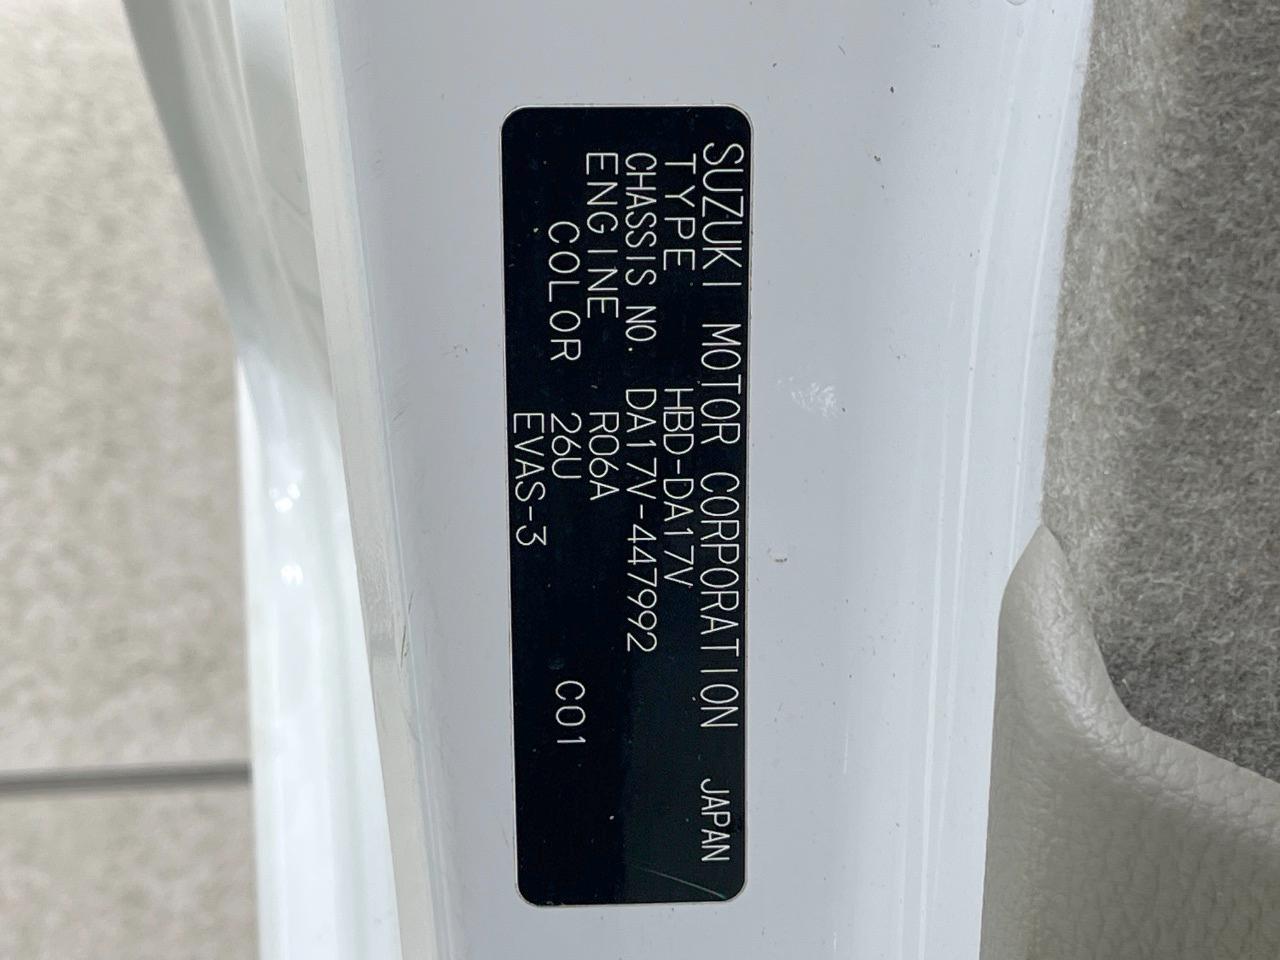 SUZUKI MOTOR CORPORATION JAPAN
TYPE HBD-DA17V
CHASSIS NO. DA17V-447992
ENGINE R06A
COLOR 26U C01
EVAS-3